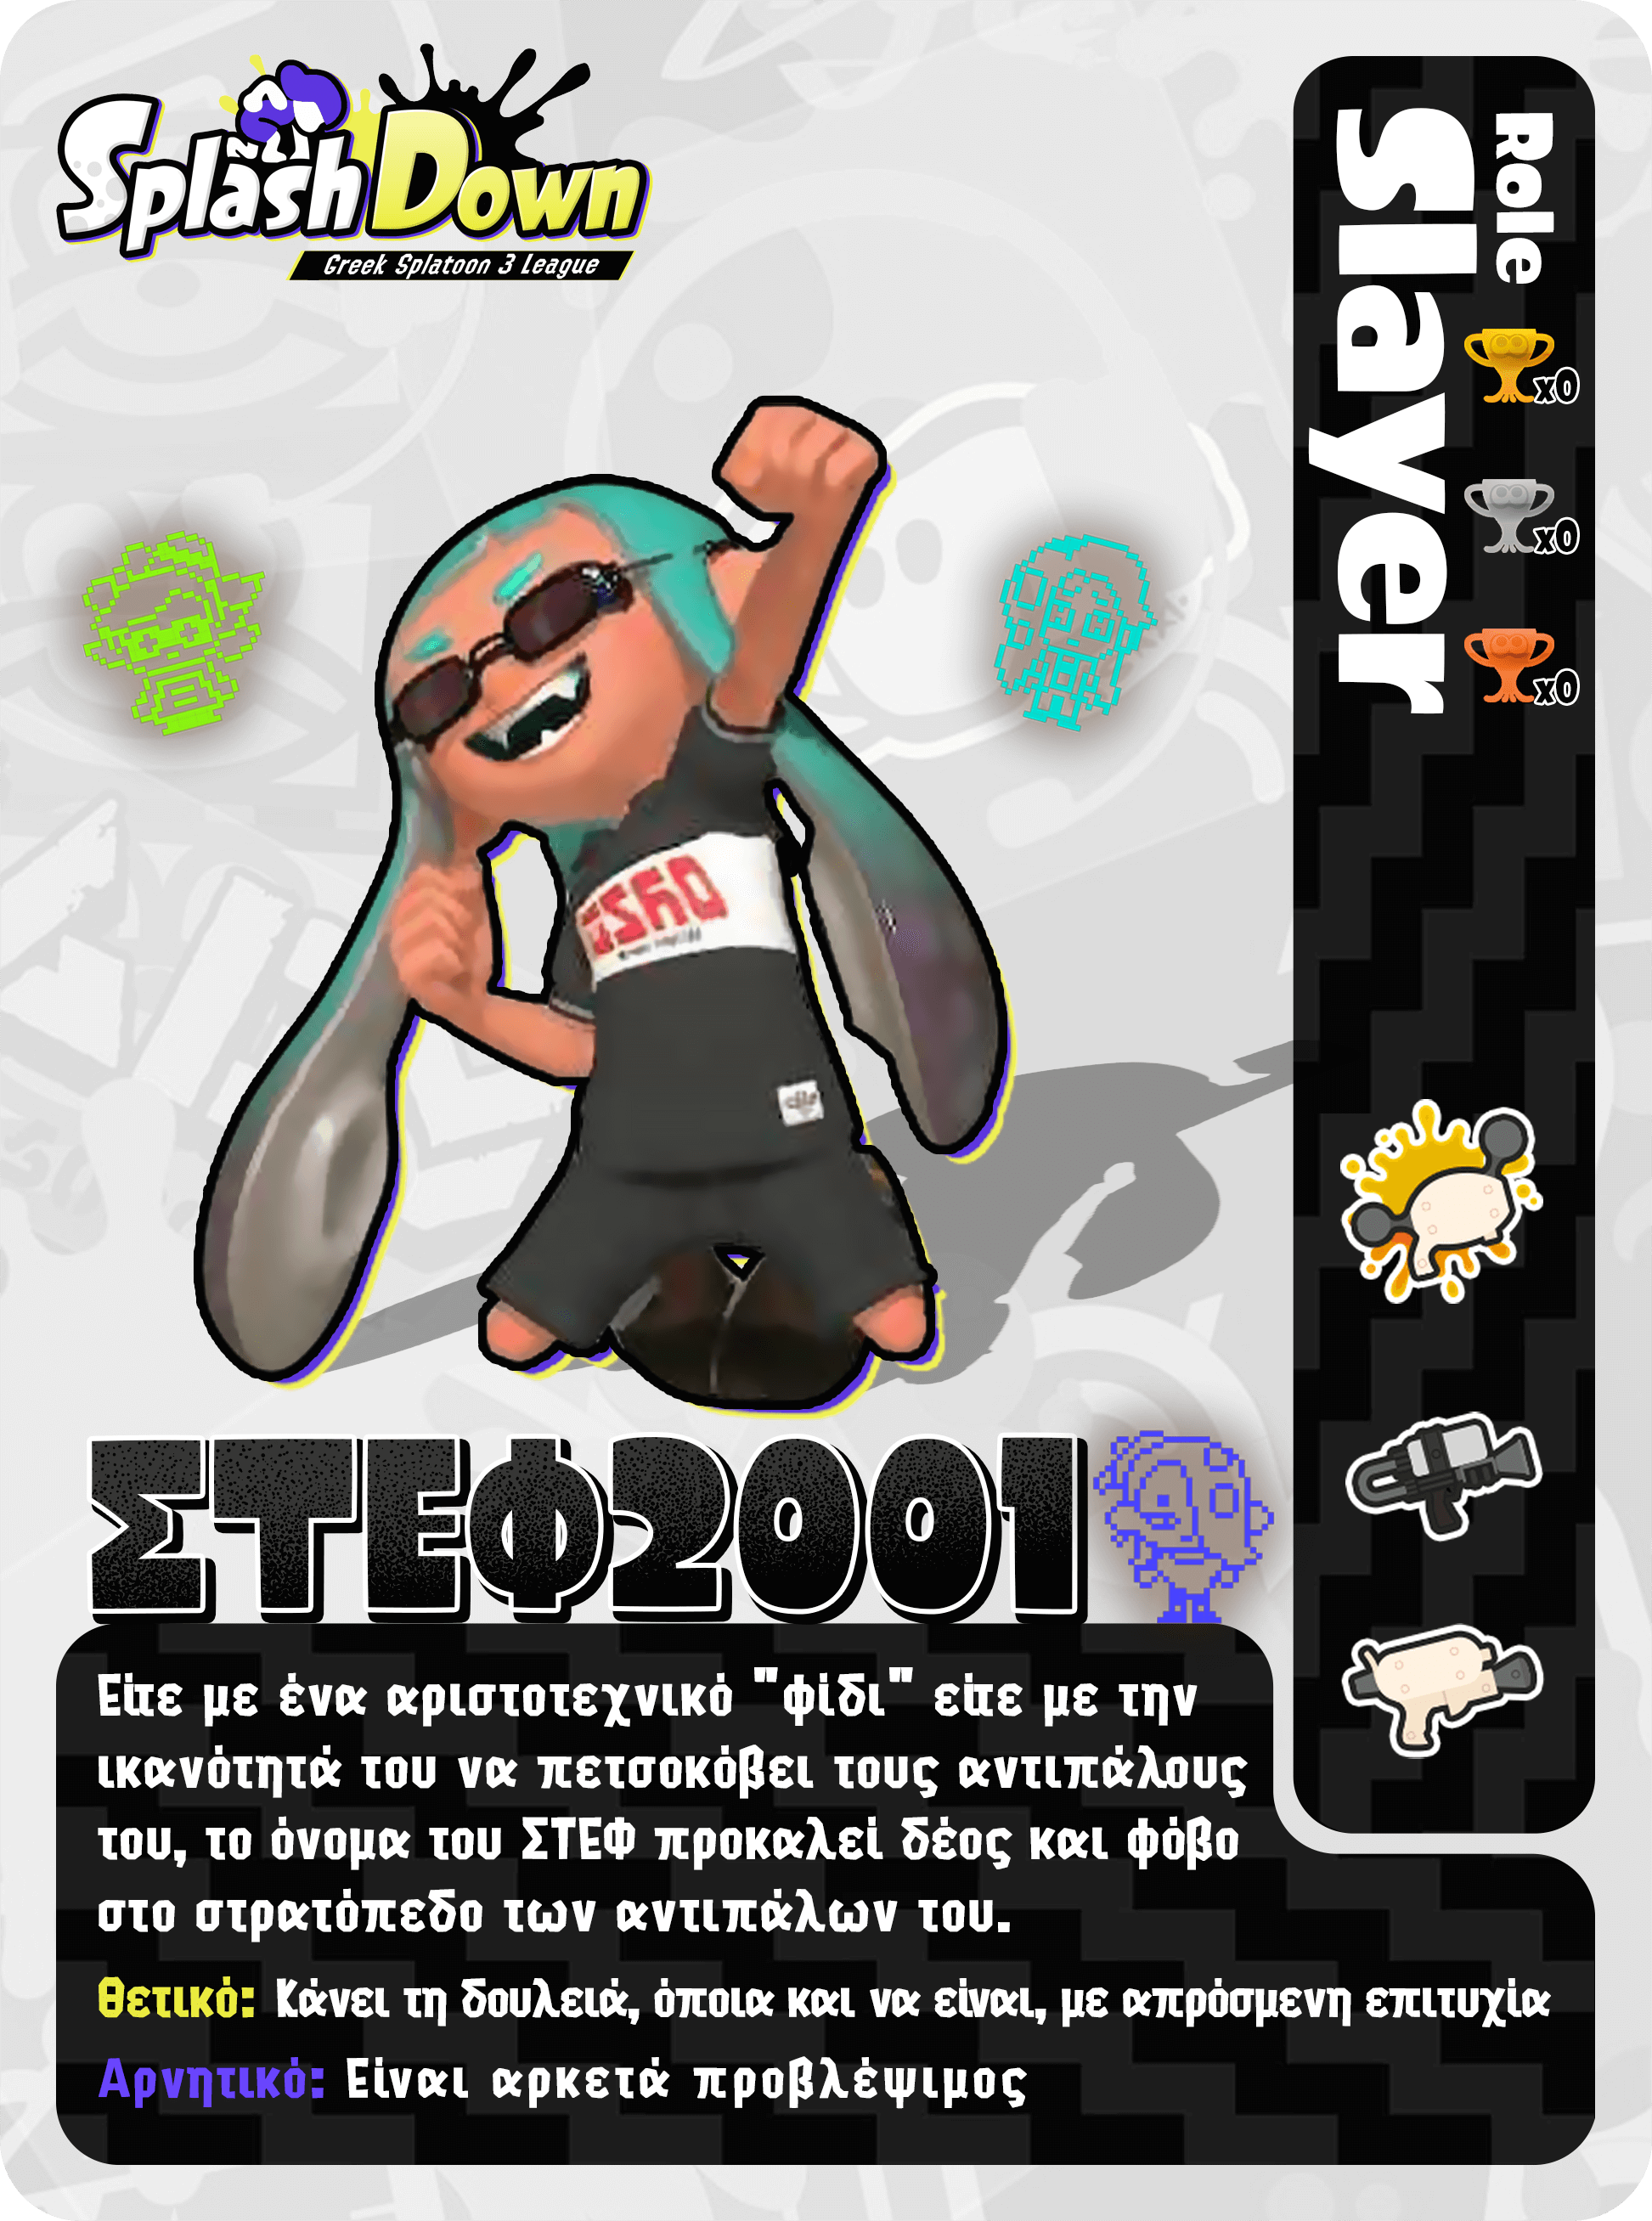 SplashDown
Greek Splatoon 3 League
Role
Slayer
x0
x0
x0
ΣΤΕΦ2001
Είτε με ένα αριστοτεχνικό "φίδι" είτε με την
ικανότητά του να πετσοκόβει τους αντιπάλους
του, το όνομα του ΣΤΕΦ προκαλεί δέος και φόβο
στο στρατόπεδο των αντιπάλων του.
Θετικό: Κάνει τη δουλειά, όποια και να είναι, με απρόσμενη επιτυχία
Αρνητικό: Είναι αρκετά προβλέψιμος